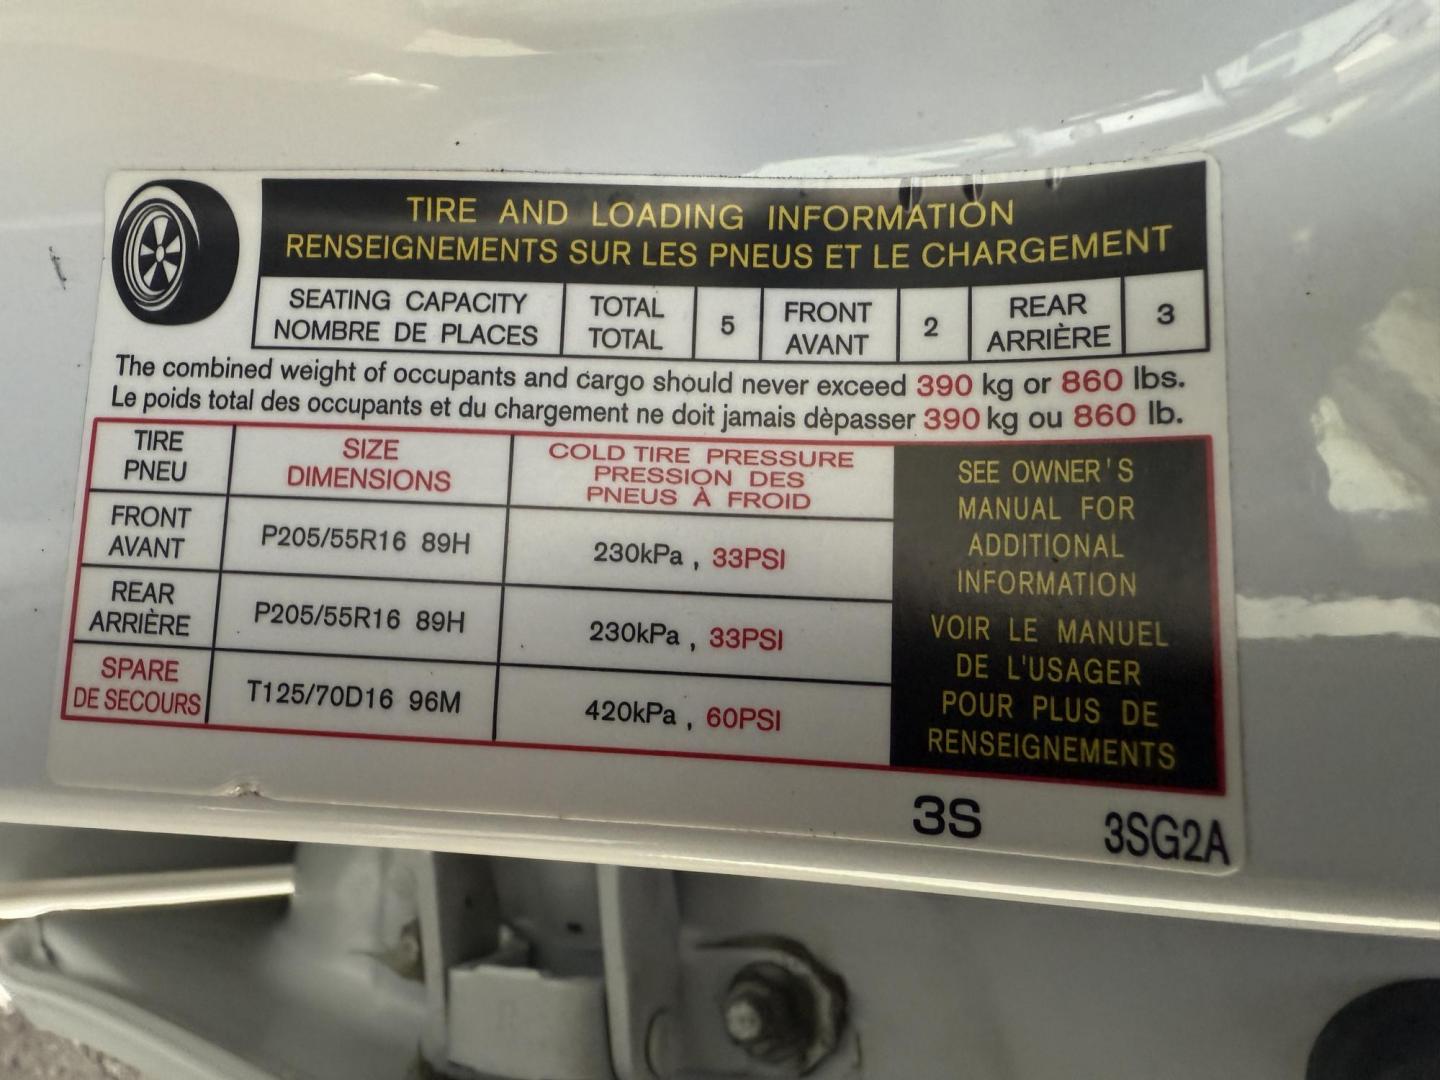 TIRE AND LOADING INFORMATION
RENSEIGNEMENTS SUR LES PNEUS ET LE CHARGEMENT
SEATING CAPACITY
NOMBRE DE PLACES
TOTAL
TOTAL
5
FRONT
AVANT
2
REAR
ARRIÈRE
3
The combined weight of occupants and cargo should never exceed 390 kg or 860 lbs.
Le poids total des occupants et du chargement ne doit jamais dèpasser 390 kg ou 860 lb.
TIRE
PNEU
SIZE
DIMENSIONS
COLD TIRE PRESSURE
PRESSION DES
PNEUS À FROID
FRONT
AVANT
P205/55R16 89H
230kPa , 33PSI
REAR
ARRIÈRE
P205/55R16 89H
230kPa , 33PSI
SPARE
DE SECOURS
T125/70D16 96M
420kPa , 60PSI
SEE OWNER'S
MANUAL FOR
ADDITIONAL
INFORMATION
VOIR LE MANUEL
DE L'USAGER
POUR PLUS DE
RENSEIGNEMENTS
3S
3SG2A